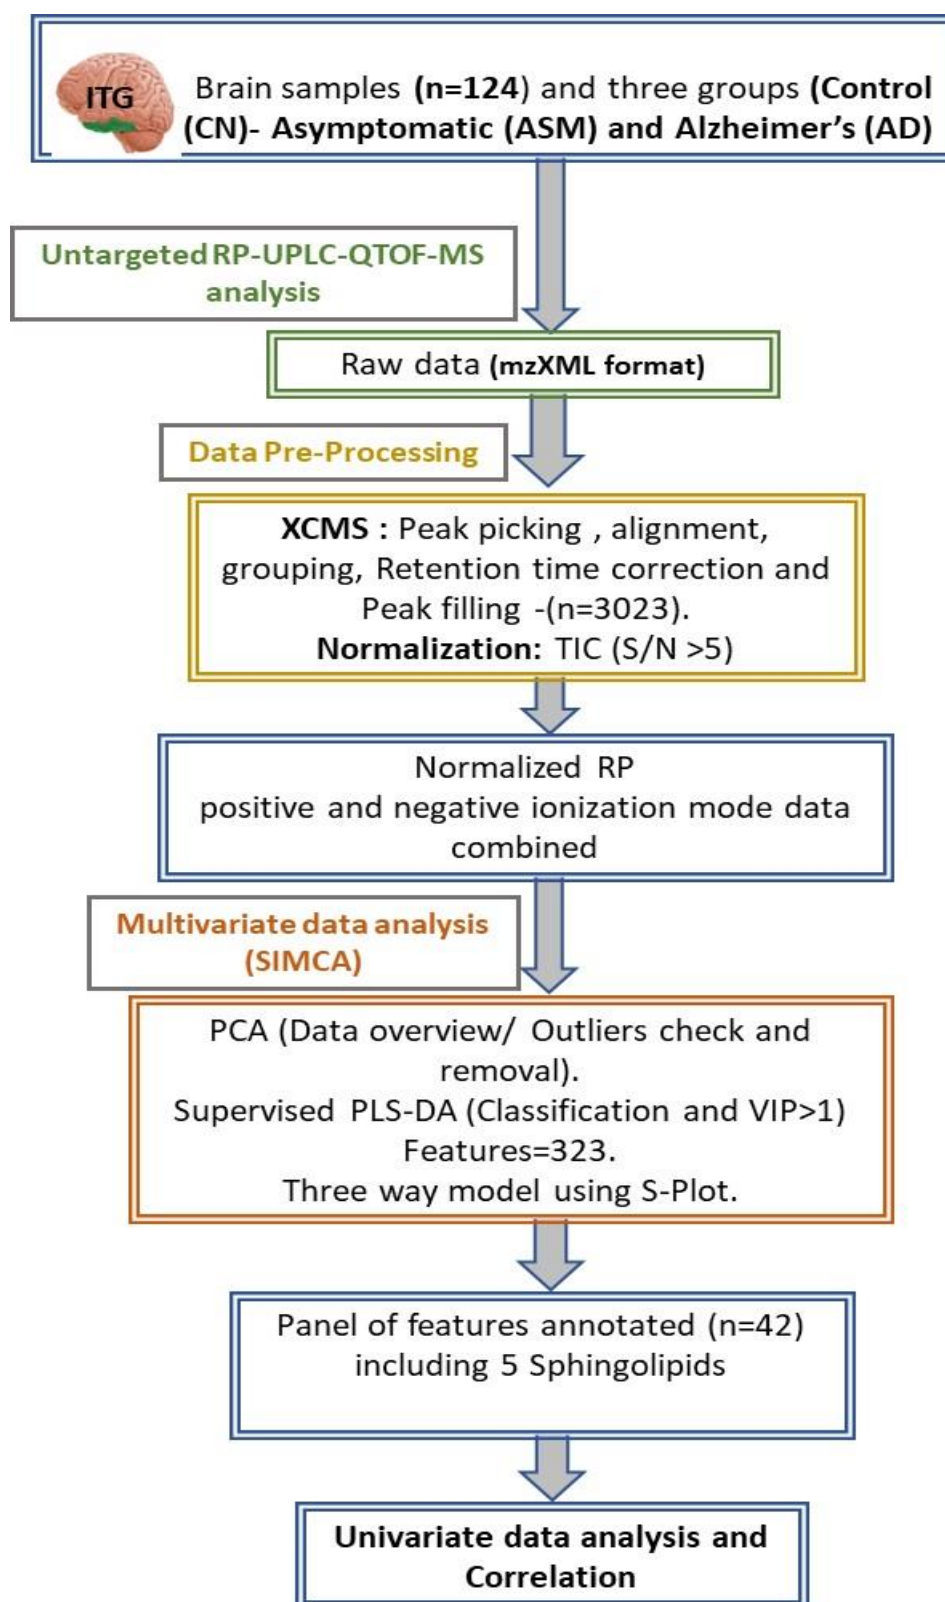 ITG
Brain samples (n=124) and three groups (Control
(CN)- Asymptomatic (ASM) and Alzheimer’s (AD)
Untargeted RP-UPLC-QTOF-MS
analysis
Raw data (mzXML format)
Data Pre-Processing
XCMS : Peak picking , alignment,
grouping, Retention time correction and
Peak filling -(n=3023).
Normalization: TIC (S/N >5)
Normalized RP
positive and negative ionization mode data
combined
Multivariate data analysis
(SIMCA)
PCA (Data overview/ Outliers check and
removal).
Supervised PLS-DA (Classification and VIP>1)
Features=323.
Three way model using S-Plot.
Panel of features annotated (n=42)
including 5 Sphingolipids
Univariate data analysis and
Correlation